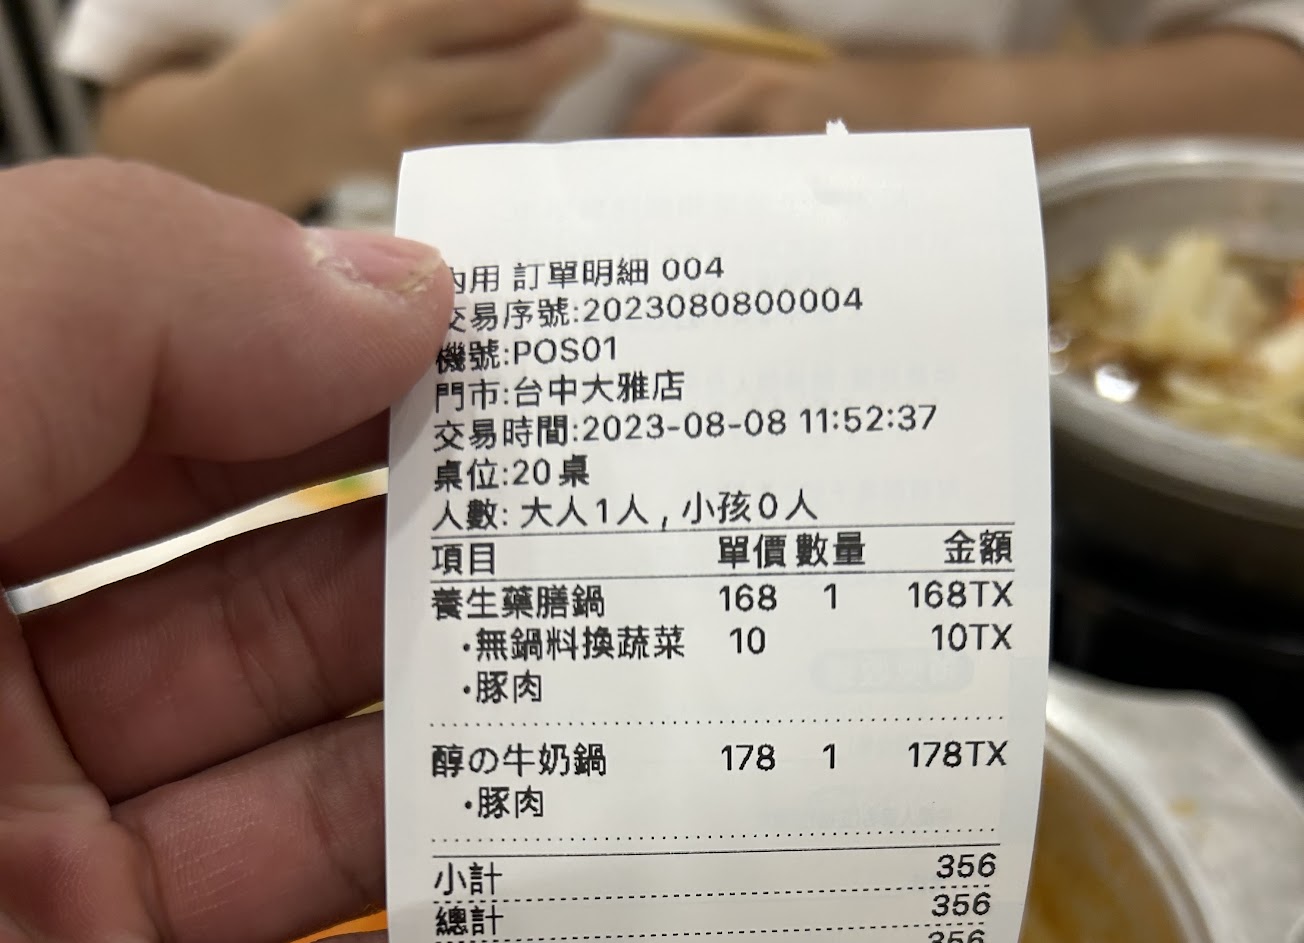 內用 訂單明細 004
交易序號:2023080800004
機號:POS01
門市:台中大雅店
交易時間:2023-08-08 11:52:37
桌位:20桌
人數: 大人1人 , 小孩0人
項目 單價 數量 金額
養生藥膳鍋 168 1 168TX
•無鍋料換蔬菜 10 10TX
•豚肉
醇の牛奶鍋 178 1 178TX
•豚肉
小計 356
總計 356
356